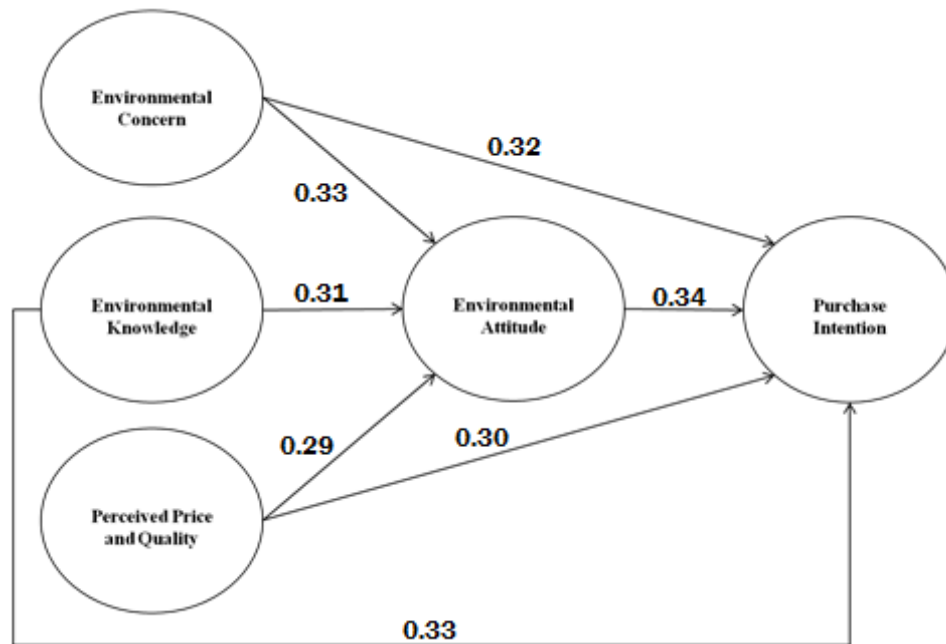 Environmental
Concern
0.32
0.33
Environmental
Knowledge
0.31
Environmental
Attitude
0.34
Purchase
Intention
0.29
0.30
Perceived Price
and Quality
0.33